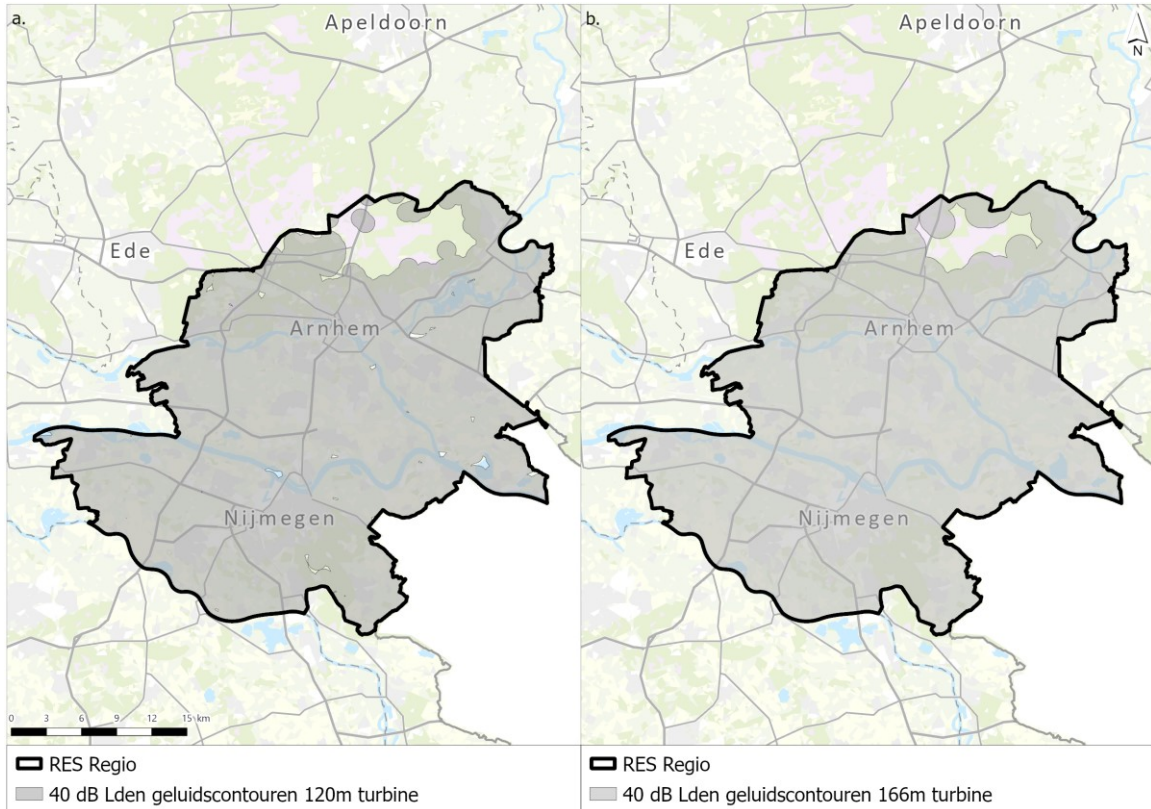 a.
Apeldoorn
Ede
Arnhem
Nijmegen
0 3 6 9 12 15 km
RES Regio
40 dB Lden geluidscontouren 120m turbine
b.
Apeldoorn
N
Ede
Arnhem
Nijmegen
RES Regio
40 dB Lden geluidscontouren 166m turbine